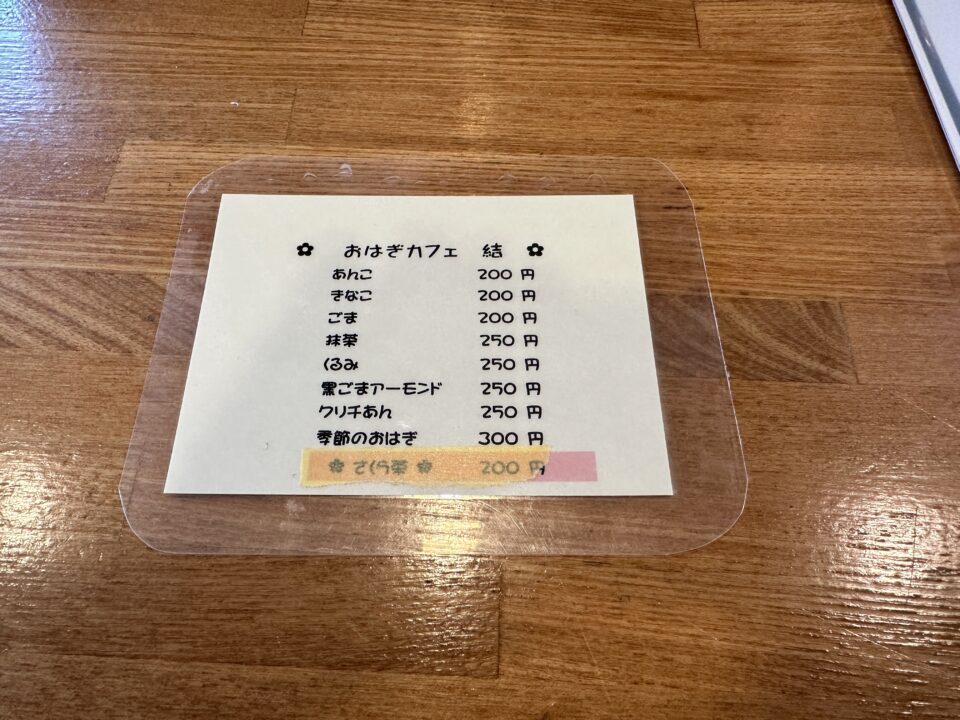 ✿ おはぎカフェ 結 ✿
あんこ 200 円
きなこ 200 円
ごま 200 円
抹茶 250 円
くるみ 250 円
黒ごまアーモンド 250 円
クリチあん 250 円
季節のおはぎ 300 円
✿ さくら茶 ✿ 200 円